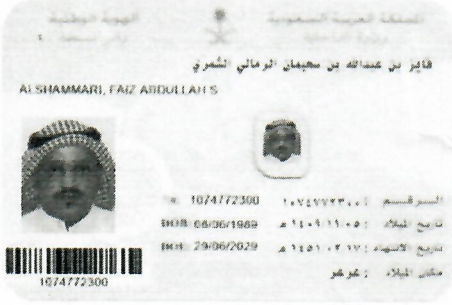 المملكة العربية السعودية الهوية الوطنية
وزارة الداخلية
فايز بن عبدالله بن سحيمان الرمالي الشمري
ALSHAMMARI, FAIZ ABDULLAH S
1074772300 الرقم : ١٠٧٤٧٧٢٣٠٠
DOB: 08/06/1989 تاريخ الميلاد : ١٤٠٩/١١/٠٥ هـ
29/06/2029 تاريخ الانتهاء : ١٤٥١/٠٢/١٧ هـ
مكان الميلاد :
1074772300